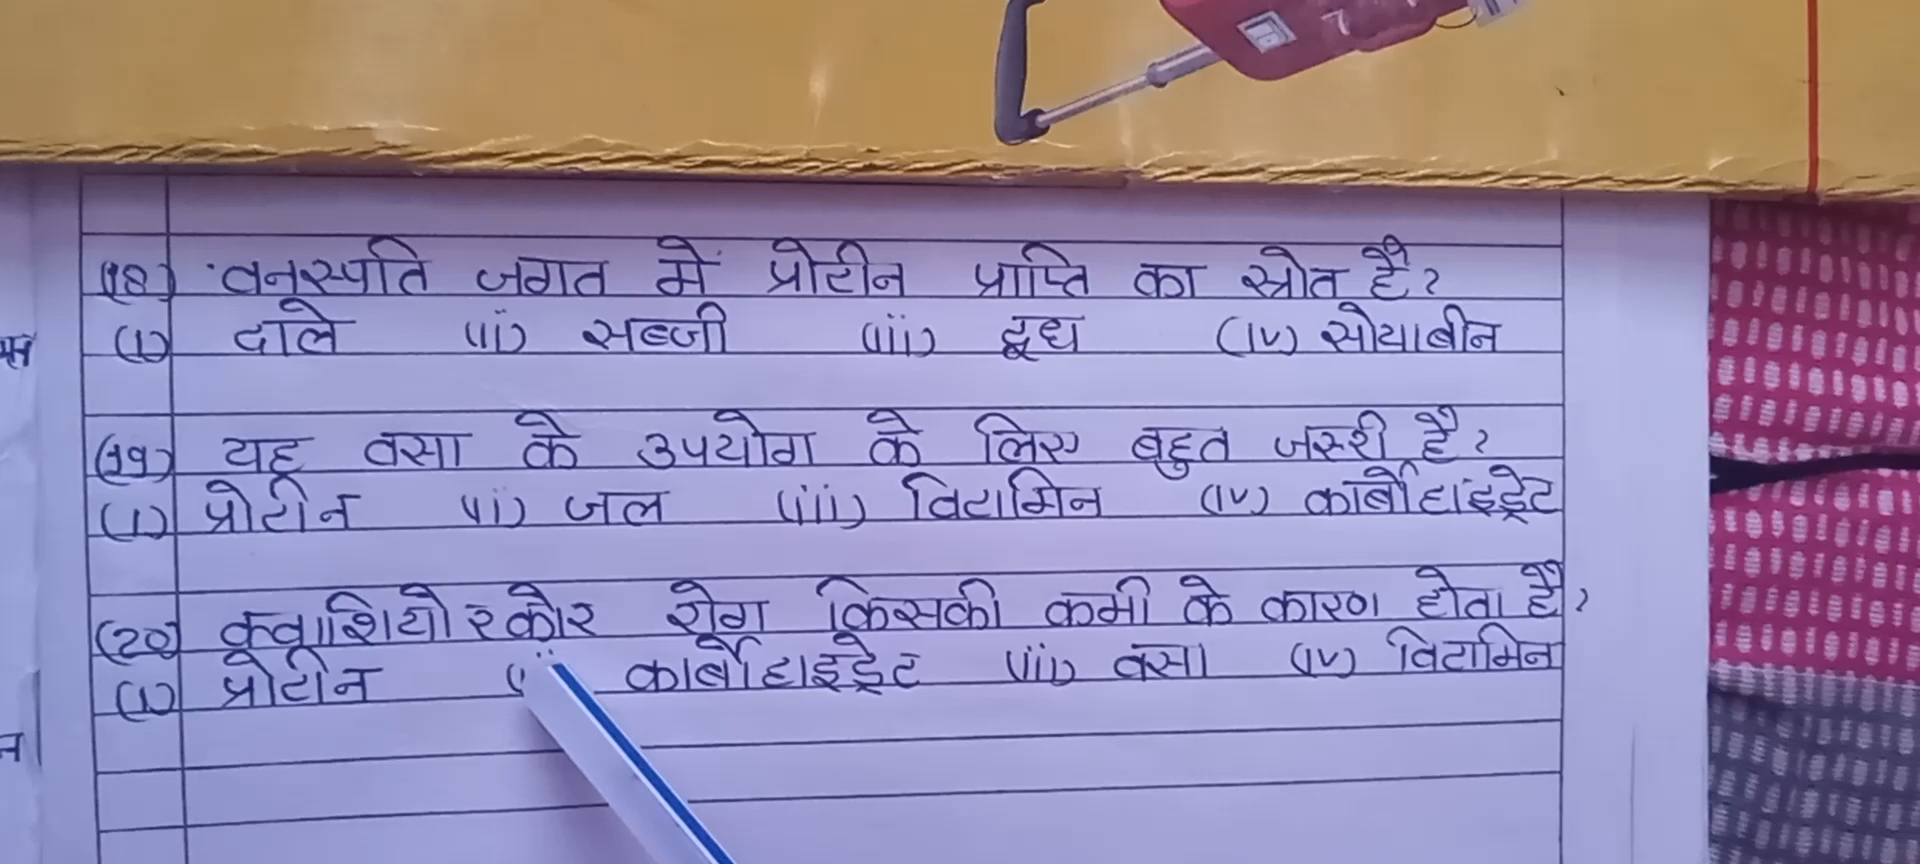 (18) वनस्पति जगत में प्रोटीन प्राप्ति का स्रोत है?
(i) दाले (ii) सब्जी (iii) दूध (iv) सोयाबीन
(19) यह वसा के उपयोग के लिए बहुत जरूरी है?
(i) प्रोटीन (ii) जल (iii) विटामिन (iv) कार्बोहाइड्रेट
(20) क्वाशियोरकोर रोग किसकी कमी के कारण होता है?
(i) प्रोटीन (ii) कार्बोहाइड्रेट (iii) वसा (iv) विटामिन